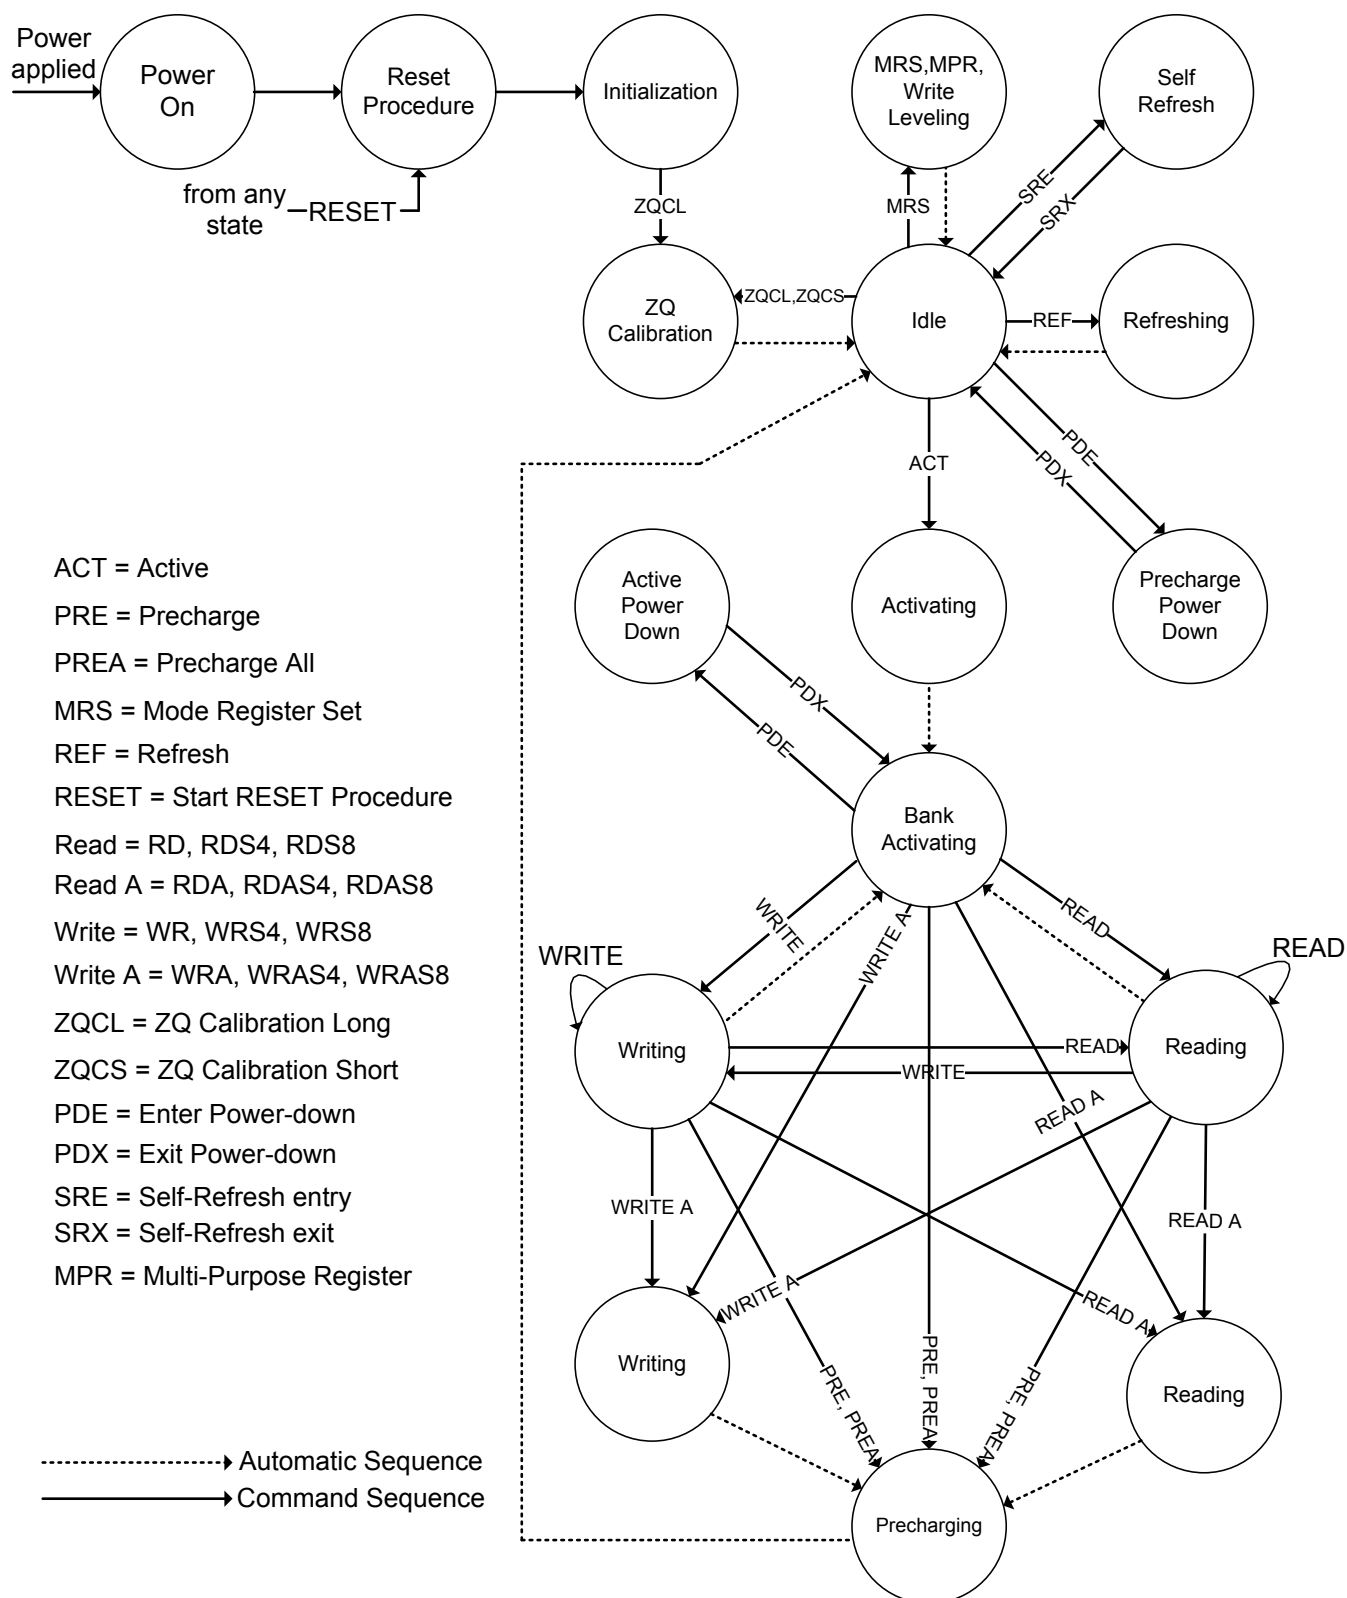 Power
applied
Power
On
Reset
Procedure
Initialization
MRS,MPR,
Write
Leveling
Self
Refresh
from any
state
RESET
ZQCL
MRS
SRE
SRX
ZQ
Calibration
ZQCL,ZQCS
Idle
REF
Refreshing
ACT
PDE
PDX
Active
Power
Down
Activating
Precharge
Power
Down
PDX
PDE
Bank
Activating
WRITE
WRITE A
READ
WRITE
READ
Writing
READ
WRITE
Reading
READ A
WRITE A
READ A
WRITE A
READ A
Writing
PRE, PREA
PRE, PREA
PRE, PREA
Reading
Precharging
ACT = Active
PRE = Precharge
PREA = Precharge All
MRS = Mode Register Set
REF = Refresh
RESET = Start RESET Procedure
Read = RD, RDS4, RDS8
Read A = RDA, RDAS4, RDAS8
Write = WR, WRS4, WRS8
Write A = WRA, WRAS4, WRAS8
ZQCL = ZQ Calibration Long
ZQCS = ZQ Calibration Short
PDE = Enter Power-down
PDX = Exit Power-down
SRE = Self-Refresh entry
SRX = Self-Refresh exit
MPR = Multi-Purpose Register
Automatic Sequence
Command Sequence